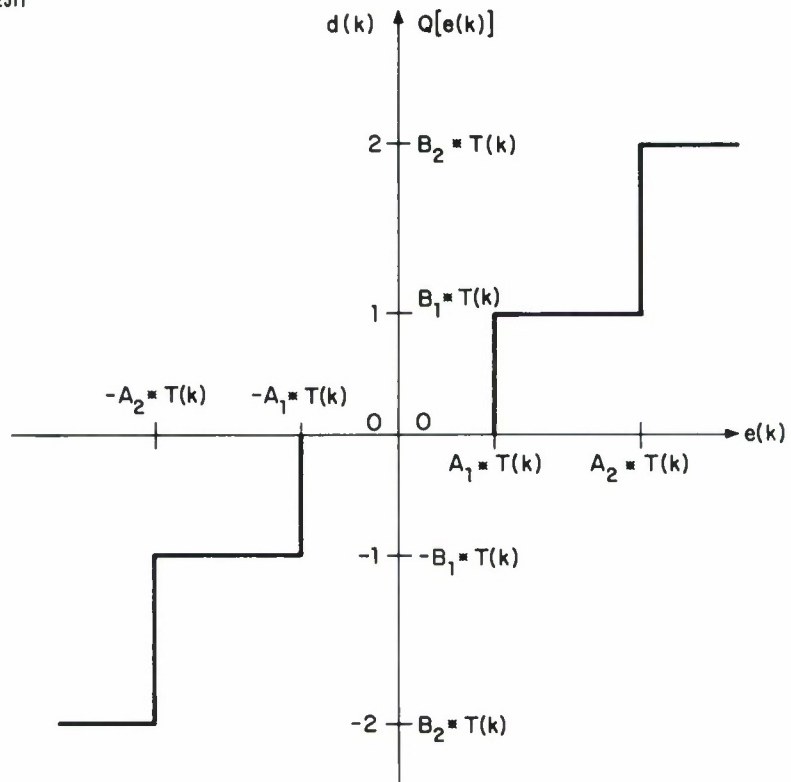 d(k) Q[e(k)]
2 B₂ * T(k)
1 B₁ * T(k)
-A₂ * T(k) -A₁ * T(k)
0 0
e(k)
A₁ * T(k) A₂ * T(k)
-1 -B₁ * T(k)
-2 B₂ * T(k)